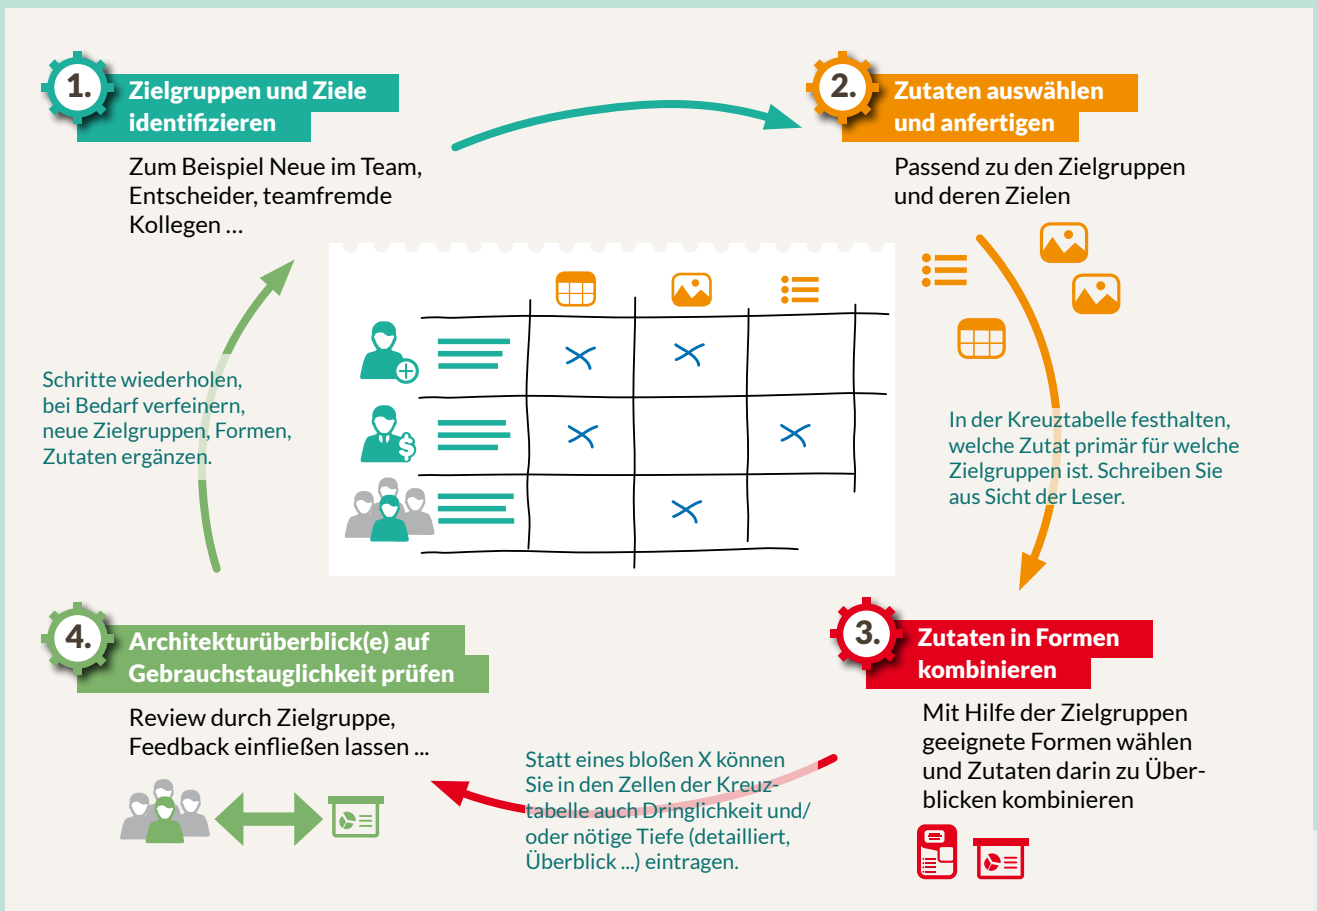 1.
Zielgruppen und Ziele
identifizieren
Zum Beispiel Neue im Team,
Entscheider, teamfremde
Kollegen ...
2.
Zutaten auswählen
und anfertigen
Passend zu den Zielgruppen
und deren Zielen
In der Kreuztabelle festhalten,
welche Zutat primär für welche
Zielgruppen ist. Schreiben Sie
aus Sicht der Leser.
3.
Zutaten in Formen
kombinieren
Mit Hilfe der Zielgruppen
geeignete Formen wählen
und Zutaten darin zu Über-
blicken kombinieren
Statt eines bloßen X können
Sie in den Zellen der Kreuz-
tabelle auch Dringlichkeit und/
oder nötige Tiefe (detailliert,
Überblick ...) eintragen.
4.
Architekturüberblick(e) auf
Gebrauchstauglichkeit prüfen
Review durch Zielgruppe,
Feedback einfließen lassen ...
Schritte wiederholen,
bei Bedarf verfeinern,
neue Zielgruppen, Formen,
Zutaten ergänzen.
X X
X X
X